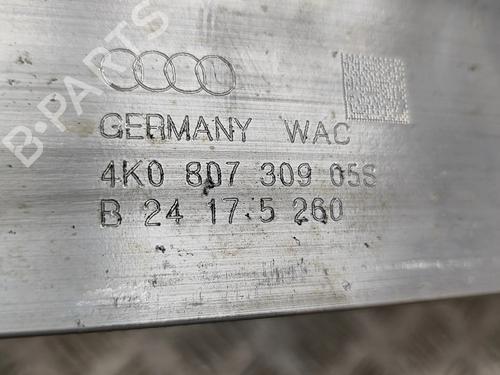 B-PARTS
GERMANY WAC
4K0 807 309 05S
B 24 17 5 260